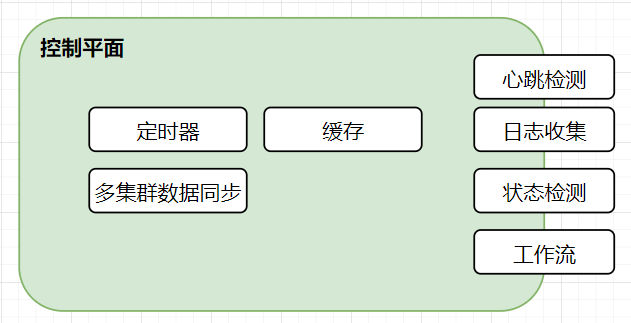 控制平面
心跳检测
定时器
缓存
日志收集
多集群数据同步
状态检测
工作流